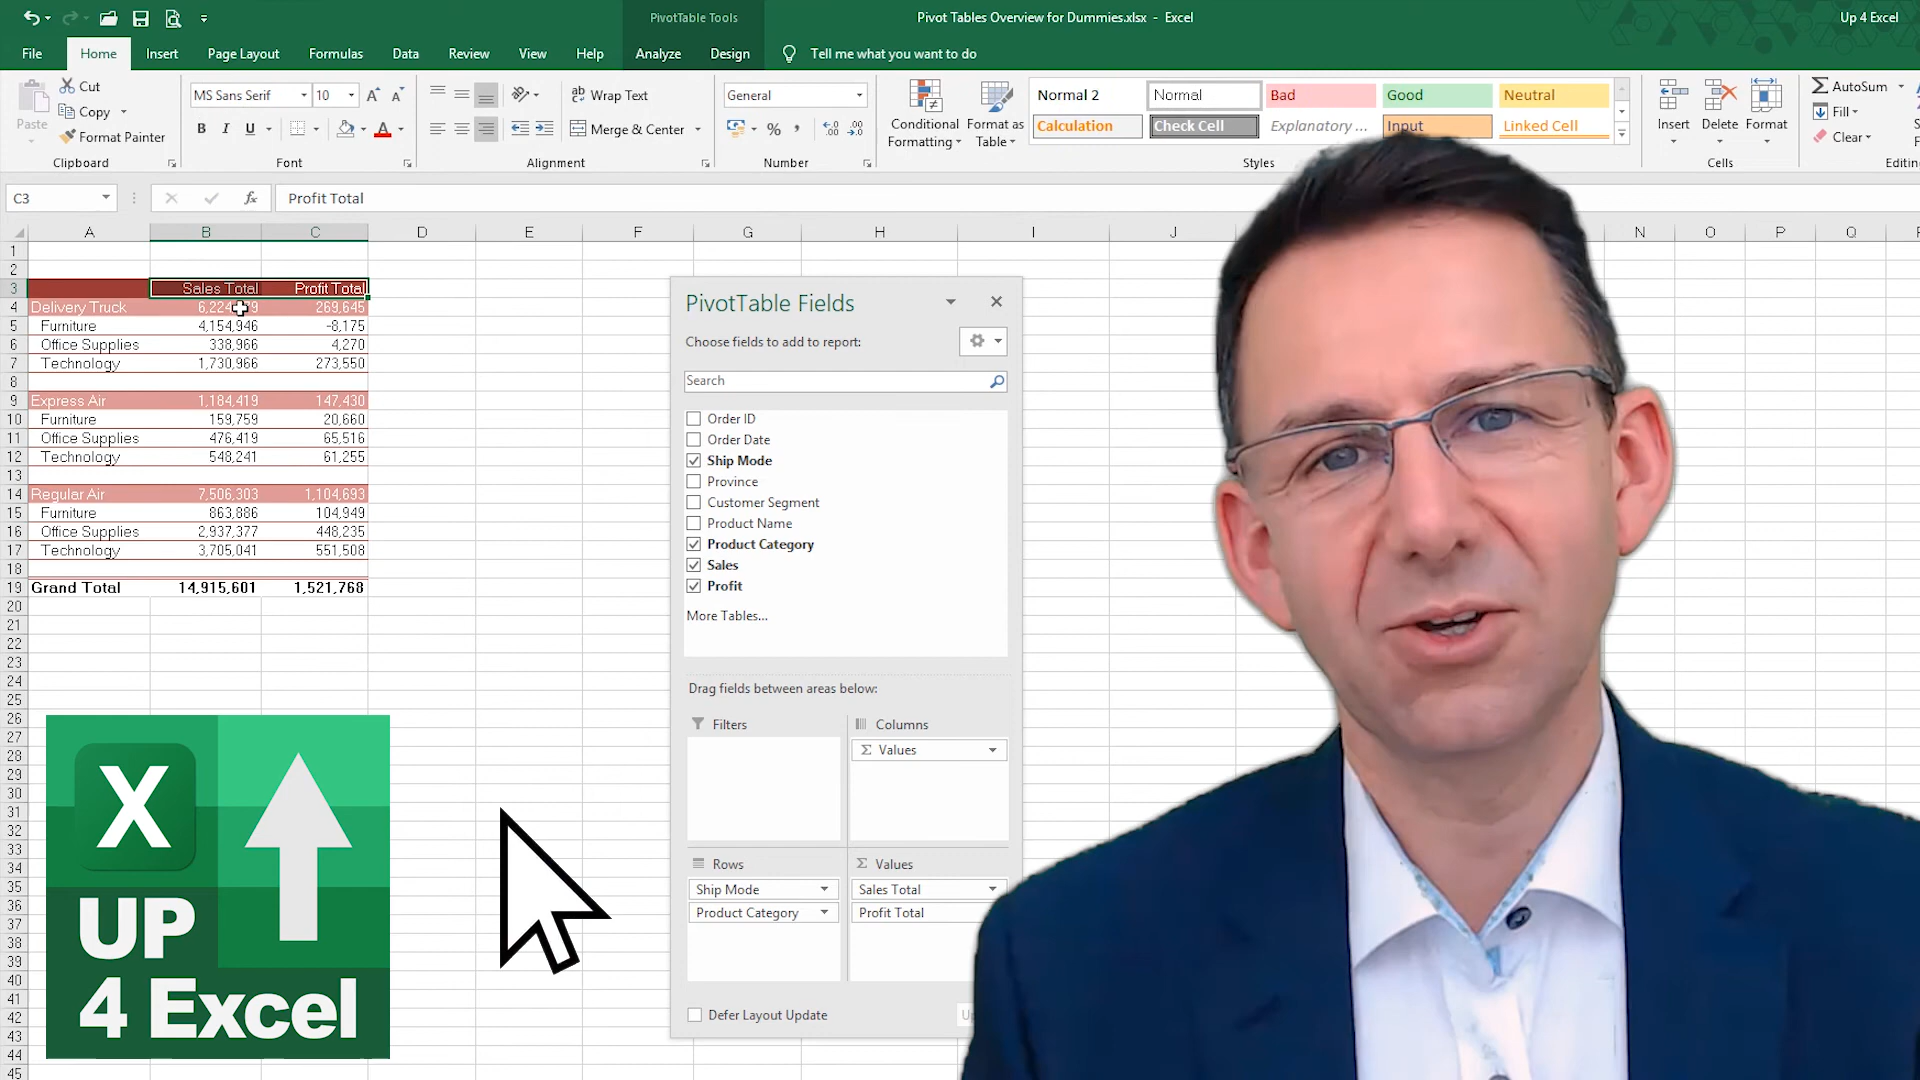 PivotTable Tools
Pivot Tables Overview for Dummies.xlsx - Excel
Up 4 Excel
File Home Insert Page Layout Formulas Data Review View Help Analyze Design Tell me what you want to do
Paste
Cut
Copy
Format Painter
Clipboard
MS Sans Serif 10
B I U
Font
Wrap Text
Merge & Center
Alignment
General
% ,
Number
Conditional Formatting
Format as Table
Normal 2 Normal Bad Good Neutral
Calculation Check Cell Explanatory ... Input Linked Cell
Styles
Insert Delete Format
Cells
AutoSum
Fill
Clear
Editing
C3 fx Profit Total
A B C D E F G H I J N O P Q
1
2
3 Sales Total Profit Total
4 Delivery Truck 269,645
5 Furniture 4,154,946 -8,175
6 Office Supplies 338,966 4,270
7 Technology 1,730,966 273,550
8
9 Express Air 1,184,419 147,430
10 Furniture 159,759 20,660
11 Office Supplies 476,419 65,516
12 Technology 548,241 61,255
13
14 Regular Air 7,506,303 1,104,693
15 Furniture 863,886 104,949
16 Office Supplies 2,937,377 448,235
17 Technology 3,705,041 551,508
18
19 Grand Total 14,915,601 1,521,768
20
21
22
23
24
25
26
27
28
29
30
31
32
33
34
35
36
37
38
39
40
41
42
43
44
45
PivotTable Fields
Choose fields to add to report:
Search
Order ID
Order Date
Ship Mode
Province
Customer Segment
Product Name
Product Category
Sales
Profit
More Tables...
Drag fields between areas below:
Filters
Columns
Σ Values
Rows
Σ Values
Ship Mode
Sales Total
Product Category
Profit Total
Defer Layout Update
X
UP
4 Excel